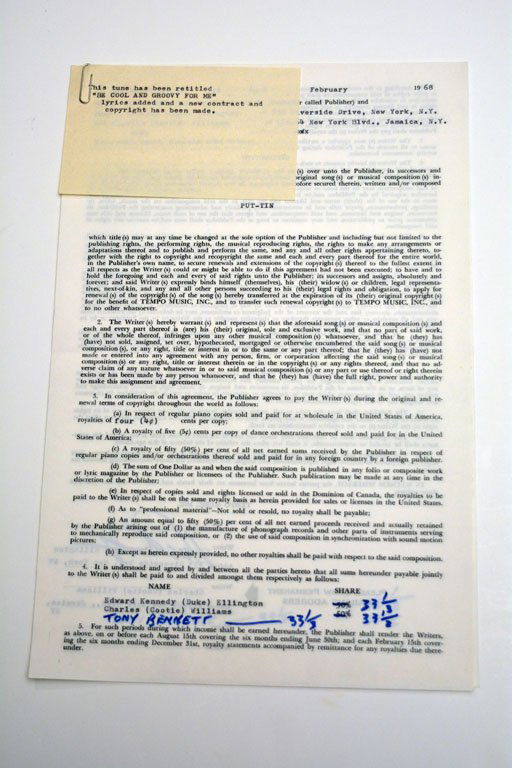 This tune has been retitled
"BE COOL AND GROOVY FOR ME"
lyrics added and a new contract and
copyright has been made.
February 1968
r called Publisher) and
verside Drive, New York, N.Y.
4 New York Blvd., Jamaica, N.Y.
(s) over unto the Publisher, its successors and
original song(s) or musical composition(s) in-
before secured therein, written and/or composed
PUT-TIN
which title(s) may at any time be changed at the sole option of the Publisher and including but not limited to the
publishing rights, the performing rights, the musical reproducing rights, the rights to make any arrangements or
adaptations thereof and to publish and perform the same, and any and all other rights appertaining thereto, to-
gether with the right to copyright and recopyright the same and each and every part thereof for the entire world,
in the Publisher's own name, to secure renewals and extensions of the copyright(s) thereof to the fullest extent in
all respects as the Writer(s) could or might be able to do if this agreement had not been executed; to have and to
hold the foregoing and each and every of said rights unto the Publisher; its successors and assigns, absolutely and
forever; and said Writer(s) expressly binds himself (themselves), his (their) widow(s) or children, legal representa-
tives, next-of-kin, and any and all other persons succeeding to his (their) legal rights and obligation, to apply for
renewal(s) of the copyright(s) of the song(s) hereby transferred at the expiration of its (their) original copyright(s)
for the benefit of TEMPO MUSIC, INC., and to transfer such renewal copyright(s) to TEMPO MUSIC, INC., and
to no other whatsoever.
2. The Writer(s) hereby warrant(s) and represent(s) that the aforesaid song(s) or musical composition(s) and
each and every part thereof is (are) his (their) original, sole and exclusive work, and that no part of said work,
or of the whole thereof, infringes upon any other musical composition(s) whatsoever, and that he (they) has
(have) not sold, assigned, set over, hypothecated, mortgaged or otherwise encumbered the said song(s) or musical
composition(s), or any right, title or interest in or to the same or any part thereof; that he (they) has (have) not
made or entered into any agreement with any person, firm, or corporation affecting the said song(s) or musical
composition(s) or any right, title or interest therein or in the copyright(s) or any rights thereto, and that no ad-
verse claim of any nature whatsoever in or to said musical composition(s) or any part or use thereof or right therein
exists or has been made by any person whatsoever, and that he (they) has (have) the full right, power and authority
to make this assignment and agreement.
3. In consideration of this agreement, the Publisher agrees to pay the Writer(s) during the original and re-
newal terms of copyright throughout the world as follows:
(a) In respect of regular piano copies sold and paid for at wholesale in the United States of America,
royalties of four (4¢) cents per copy;
(b) A royalty of five (5¢) cents per copy of dance orchestrations thereof sold and paid for in the United
States of America;
(c) A royalty of fifty (50%) per cent of all net earned sums received by the Publisher in respect of
regular piano copies and/or orchestrations thereof sold and paid for in any foreign country by a foreign publisher.
(d) The sum of One Dollar as and when the said composition is published in any folio or composite work
or lyric magazine by the Publisher or licensees of the Publisher. Such publication may be made at any time in the
discretion of the Publisher;
(e) In respect of copies sold and rights licensed or sold in the Dominion of Canada, the royalties to be
paid to the Writer(s) shall be on the same royalty basis as herein provided for sales or licenses in the United States.
(f) As to "professional material"—Not sold or resold, no royalty shall be payable;
(g) An amount equal to fifty (50%) per cent of all net earned proceeds received and actually retained
by the Publisher arising out of (1) the manufacture of phonograph records and other parts of instruments serving
to mechanically reproduce said composition, or (2) the use of said composition in synchronization with sound motion
pictures;
(h) Except as herein expressly provided, no other royalties shall be paid with respect to the said composition.
4. It is understood and agreed by and between all the parties hereto that all sums hereunder payable jointly
to the Writer(s) shall be paid to and divided amongst them respectively as follows:
NAME SHARE
Edward Kennedy (Duke) Ellington 50% 33 1/3
Charles (Cootie) Williams 50% 33 1/3
TONY BENNETT 33 1/3
5. For such periods during which income shall be earned hereunder, the Publisher shall render the Writers,
as above, on or before each August 15th covering the six months ending June 30th; and each February 15th cover-
ing the six months ending December 31st, royalty statements accompanied by remittance for any royalties due there-
under.